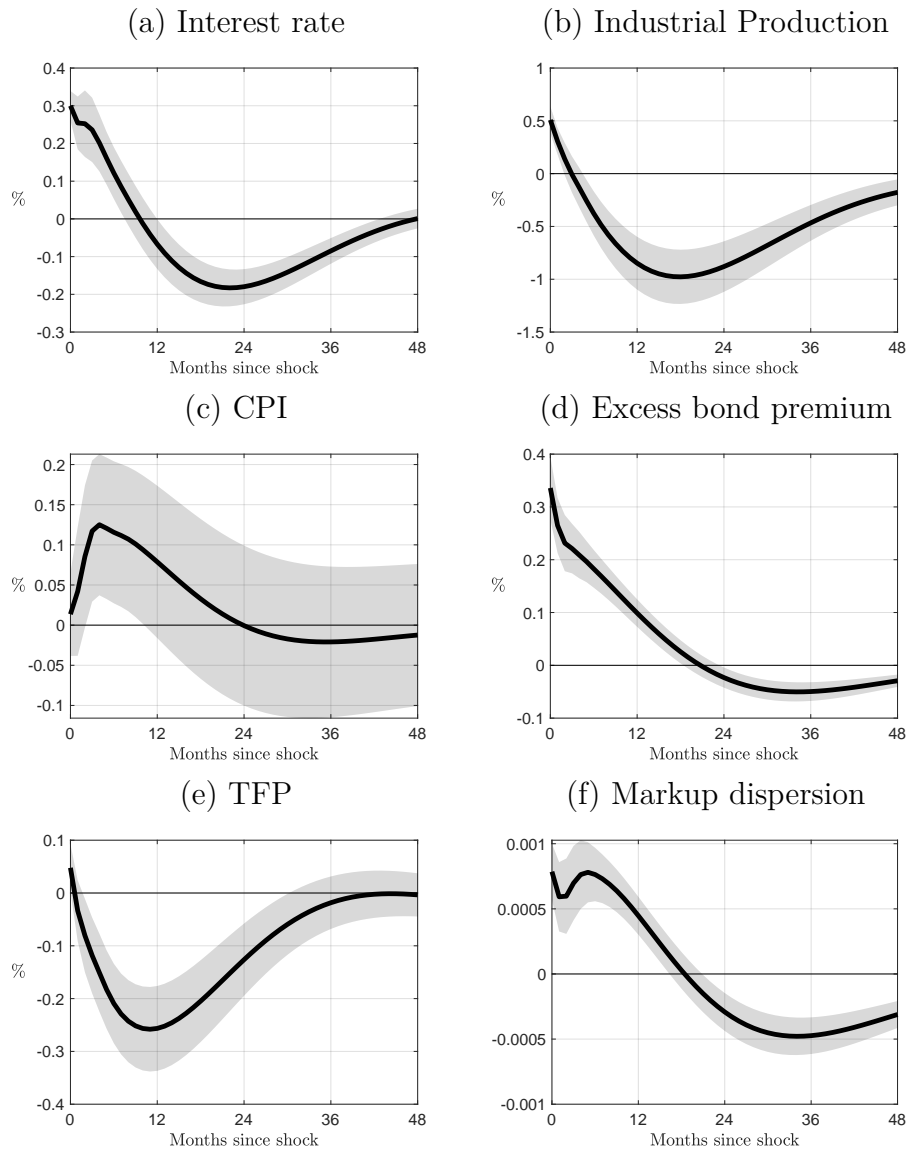 (a) Interest rate
(b) Industrial Production
0.4
0.3
0.2
0.1
0
-0.1
-0.2
-0.3
%
0 12 24 36 48
Months since shock
1
0.5
0
-0.5
-1
-1.5
%
0 12 24 36 48
Months since shock
(c) CPI
(d) Excess bond premium
0.2
0.15
0.1
0.05
0
-0.05
-0.1
%
0 12 24 36 48
Months since shock
0.4
0.3
0.2
0.1
0
-0.1
%
0 12 24 36 48
Months since shock
(e) TFP
(f) Markup dispersion
0.1
0
-0.1
-0.2
-0.3
-0.4
%
0 12 24 36 48
Months since shock
0.001
0.0005
0
-0.0005
-0.001
%
0 12 24 36 48
Months since shock